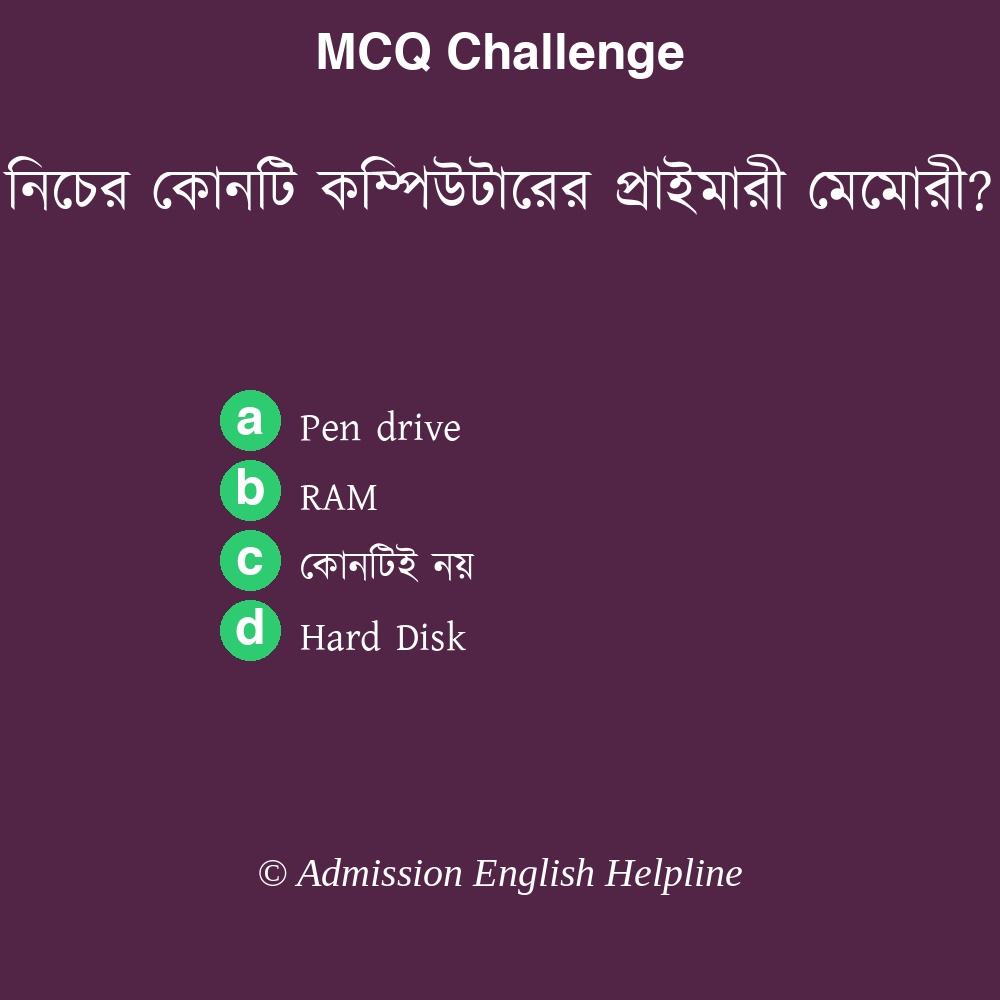 MCQ Challenge
নিচের কোনটি কম্পিউটারের প্রাইমারী মেমোরী?
a Pen drive
b RAM
c কোনটিই নয়
d Hard Disk
© Admission English Helpline